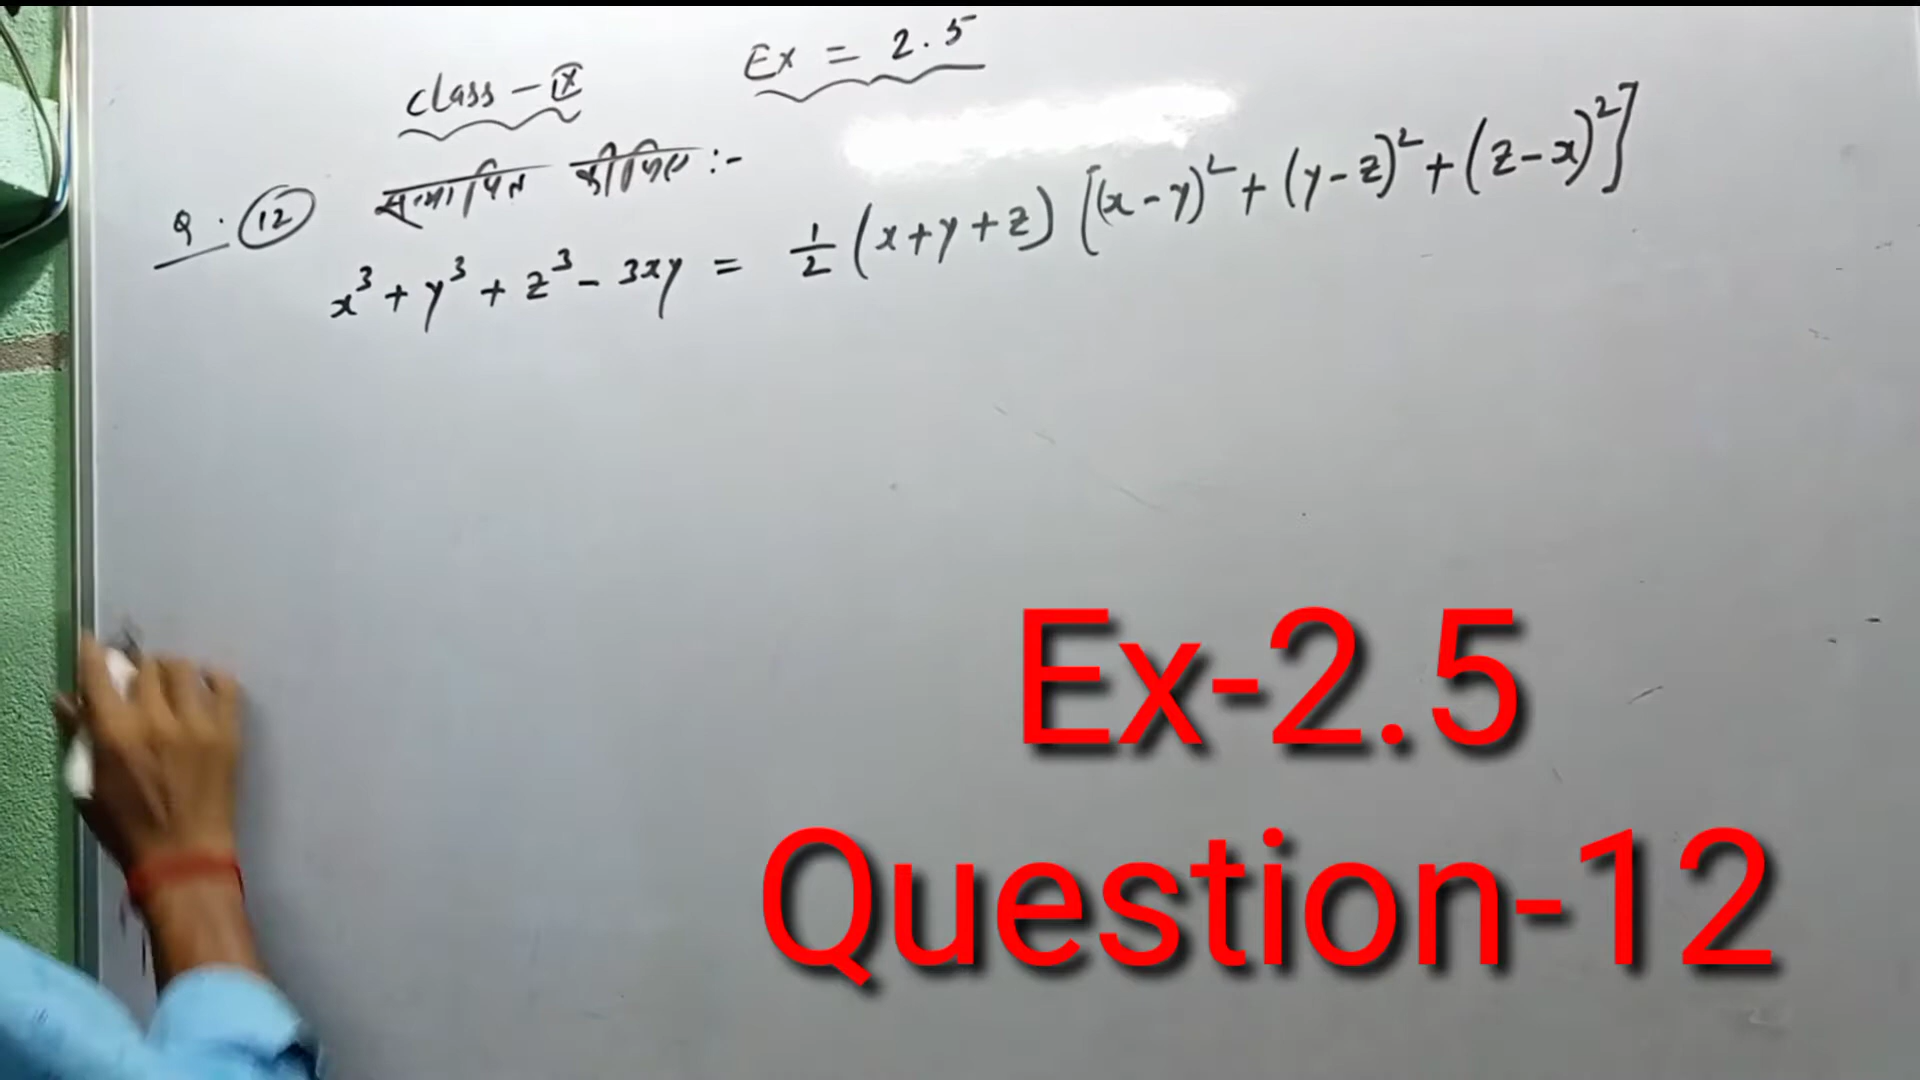 Class - IX
Ex = 2.5
Q. 12 सत्यापित कीजिए :-
x³ + y³ + z³ - 3xy = 1/2 (x+y+z) [(x-y)² + (y-z)² + (z-x)²]
Ex-2.5
Question-12